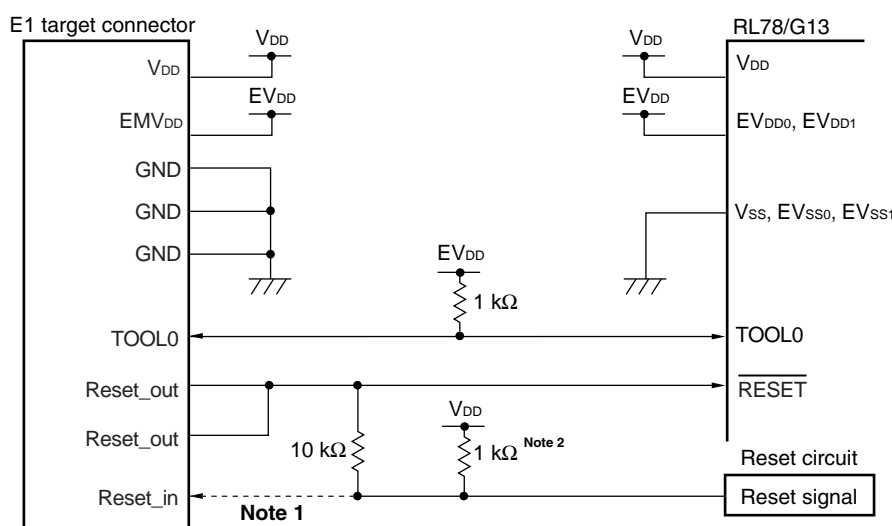 E1 target connector
RL78/G13
VDD
VDD
VDD
VDD
EVDD
EVDD
EMVDD
EVDD0, EVDD1
GND
GND
VSS, EVSS0, EVSS1
GND
EVDD
1 kΩ
TOOL0
TOOL0
Reset_out
RESET
VDD
Reset_out
10 kΩ
1 kΩ Note 2
Reset circuit
Reset_in
Note 1
Reset signal